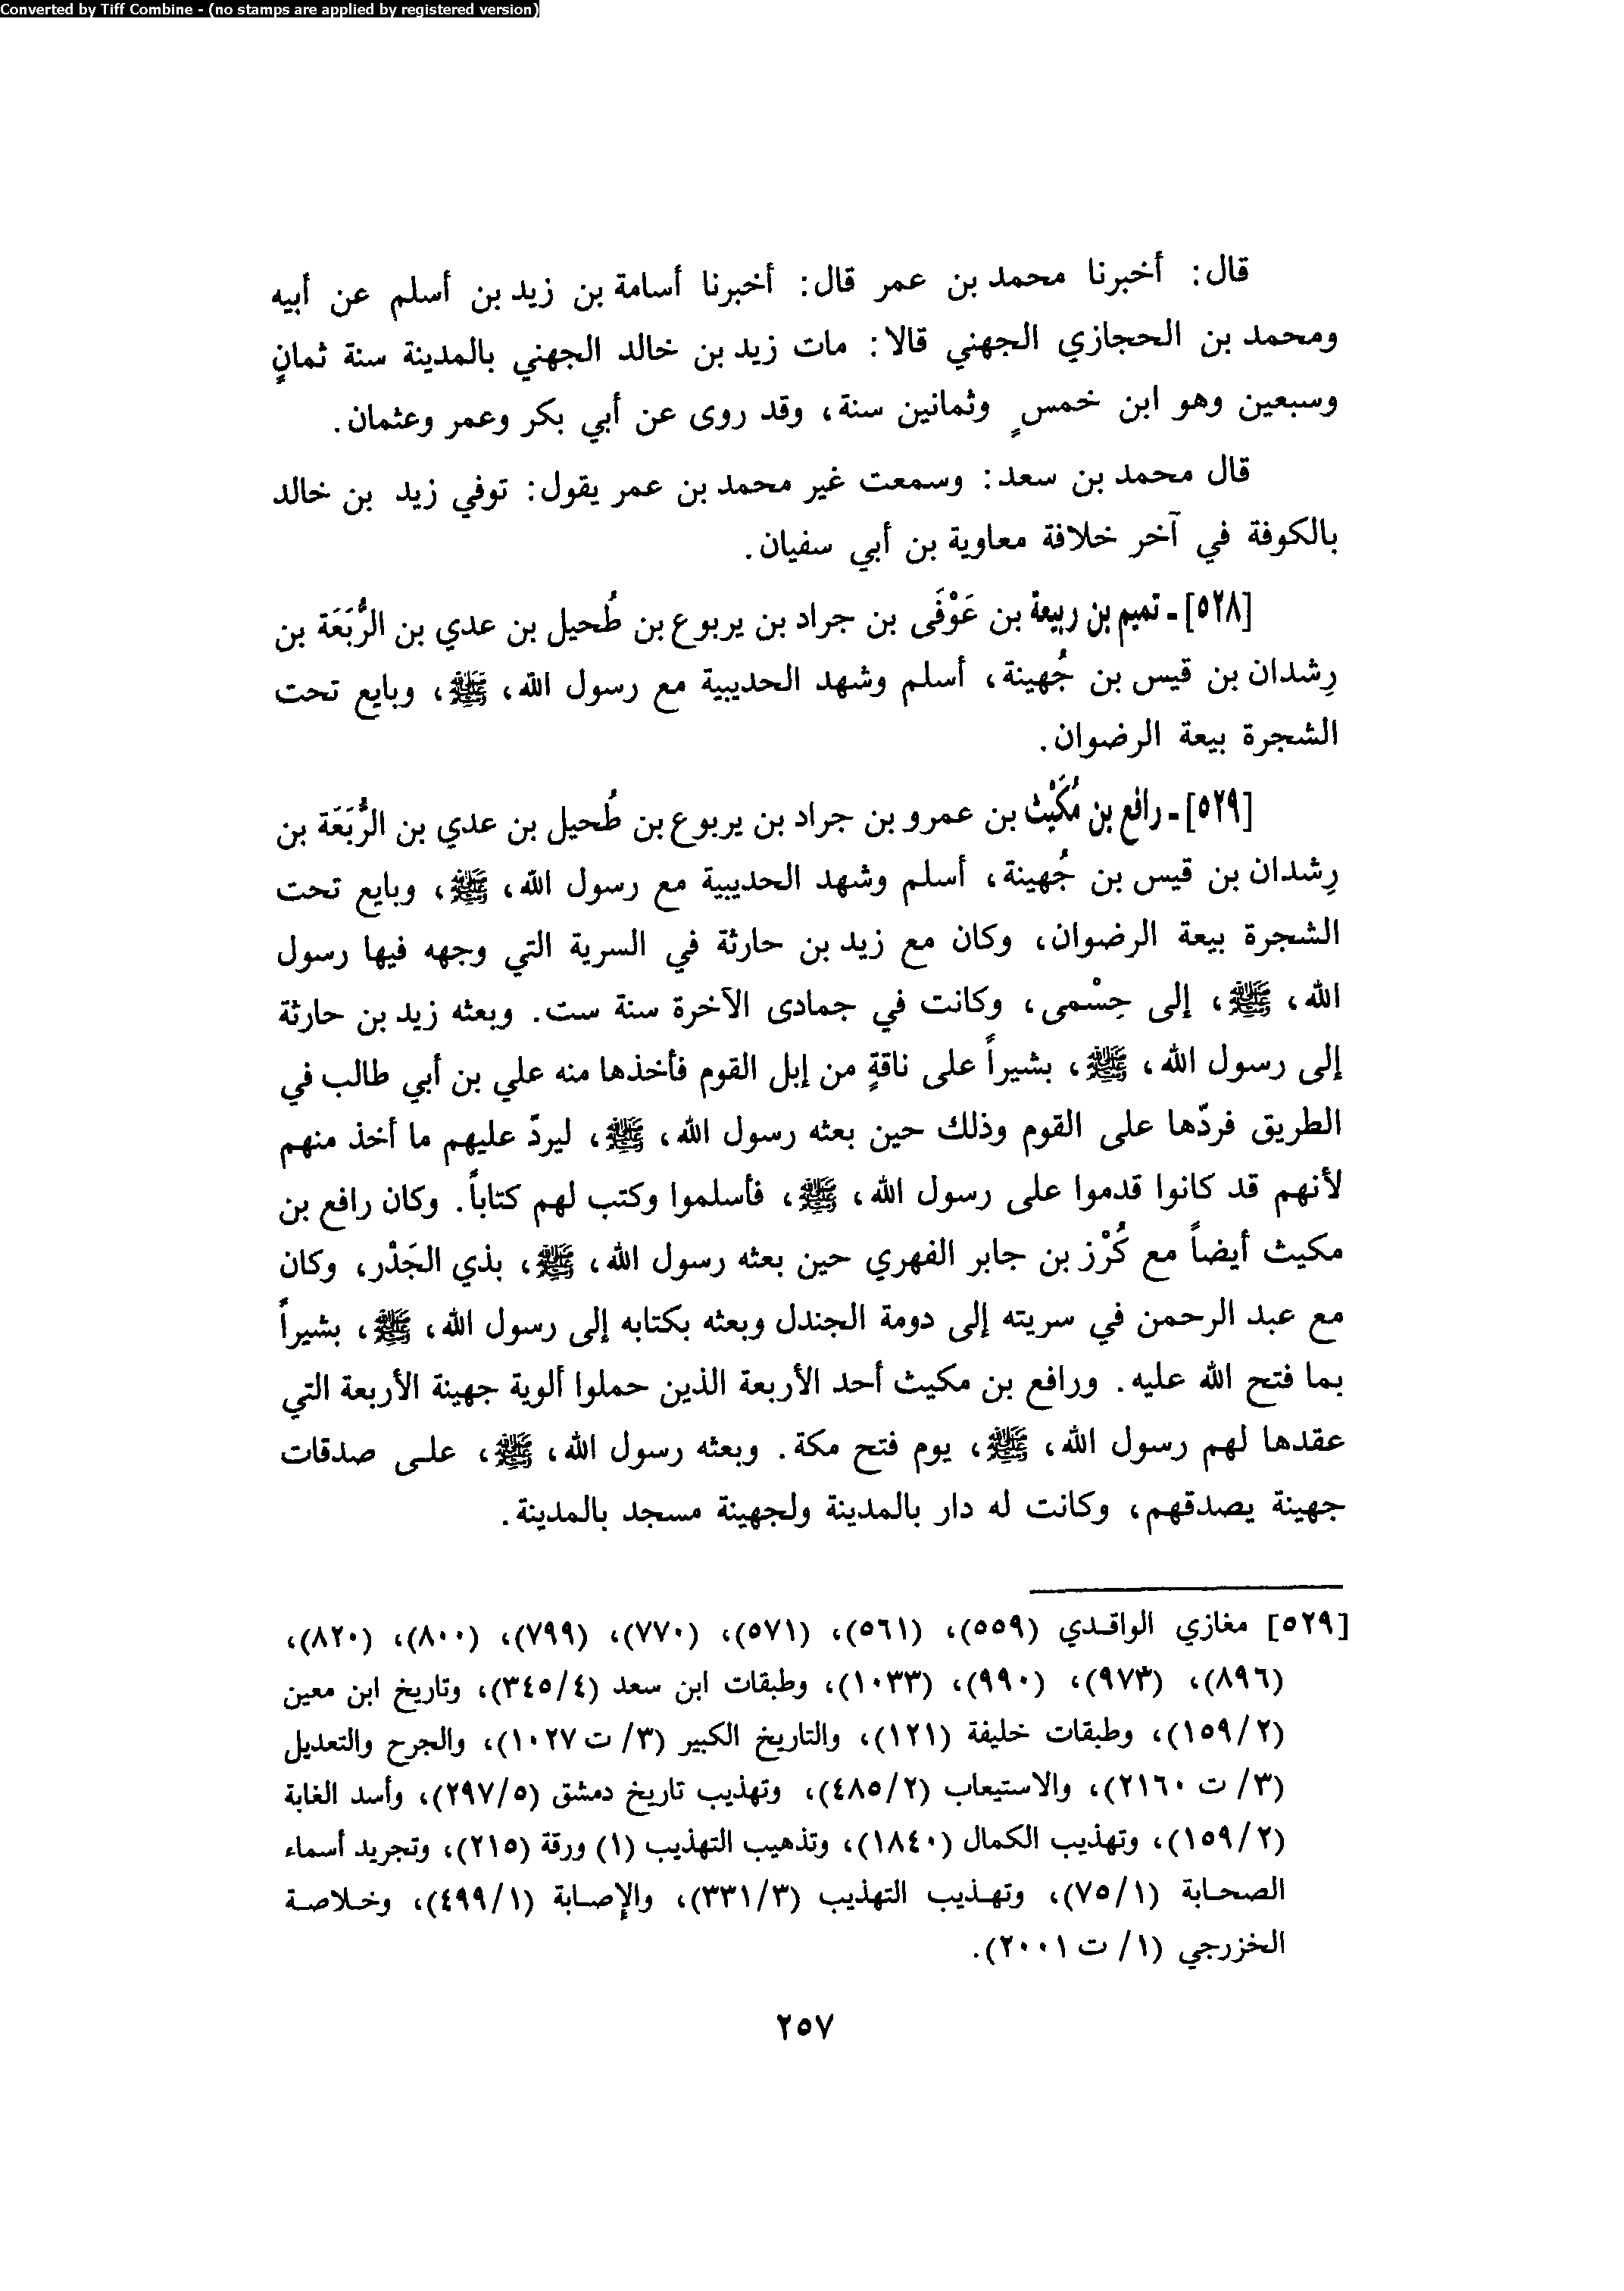 Converted by Tiff Combine - (no stamps are applied by registered version)
قال: أخبرنا محمد بن عمر قال: أخبرنا أسامة بن زيد بن أسلم عن أبيه
ومحمد بن الحجازي الجهني قالا: مات زيد بن خالد الجهني بالمدينة سنة ثمانٍ
وسبعين وهو ابن خمسٍ وثمانين سنة، وقد روى عن أبي بكر وعمر وعثمان.
قال محمد بن سعد: وسمعت غير محمد بن عمر يقول: توفي زيد بن خالد
بالكوفة في آخر خلافة معاوية بن أبي سفيان.
[٥٢٨] ـ تميم بن ربيعة بن عَوْفَى بن جراد بن يربوع بن طُحيل بن عدي بن الرُّبَعَة بن
رِشدان بن قيس بن جُهينة، أسلم وشهد الحديبية مع رسول الله، ﷺ، وبايع تحت
الشجرة بيعة الرضوان.
[٥٢٩] ـ رافع بن مُكَيْث بن عمرو بن جراد بن يربوع بن طُحيل بن عدي بن الرُّبَعَة بن
رِشدان بن قيس بن جُهينة، أسلم وشهد الحديبية مع رسول الله، ﷺ، وبايع تحت
الشجرة بيعة الرضوان، وكان مع زيد بن حارثة في السرية التي وجهه فيها رسول
الله، ﷺ، إلى حِسْمى، وكانت في جمادى الآخرة سنة ست. وبعثه زيد بن حارثة
إلى رسول الله، ﷺ، بشيراً على ناقةٍ من إبل القوم فأخذها منه علي بن أبي طالب في
الطريق فردّها على القوم وذلك حين بعثه رسول الله، ﷺ، ليردّ عليهم ما أخذ منهم
لأنهم قد كانوا قدموا على رسول الله، ﷺ، فأسلموا وكتب لهم كتاباً. وكان رافع بن
مكيث أيضاً مع كُرْز بن جابر الفهري حين بعثه رسول الله، ﷺ، بذي الجَدْر، وكان
مع عبد الرحمن في سريته إلى دومة الجندل وبعثه بكتابه إلى رسول الله، ﷺ، بشيراً
بما فتح الله عليه. ورافع بن مكيث أحد الأربعة الذين حملوا ألوية جهينة الأربعة التي
عقدها لهم رسول الله، ﷺ، يوم فتح مكة. وبعثه رسول الله، ﷺ، على صدقات
جهينة يصدقهم، وكانت له دار بالمدينة ولجهينة مسجد بالمدينة.
[٥٢٩] مغازي الواقدي (٥٥٩)، (٥٦١)، (٥٧١)، (٧٧٠)، (٧٩٩)، (٨٠٠)، (٨٢٠)،
(٨٩٦)، (٩٧٣)، (٩٩٠)، (١٠٣٣)، وطبقات ابن سعد (٣٤٥/٤)، وتاريخ ابن معين
(١٥٩/٢)، وطبقات خليفة (١٢١)، والتاريخ الكبير (٣/ ت ١٠٢٧)، والجرح والتعديل
(٣/ ت ٢١٦٠)، والاستيعاب (٤٨٥/٢)، وتهذيب تاريخ دمشق (٢٩٧/٥)، وأسد الغابة
(١٥٩/٢)، وتهذيب الكمال (١٨٤٠)، وتذهيب التهذيب (١) ورقة (٢١٥)، وتجريد أسماء
الصحابة (٧٥/١)، وتهذيب التهذيب (٣٣١/٣)، والإصابة (٤٩٩/١)، وخلاصة
الخزرجي (١/ ت ٢٠٠١).
٢٥٧